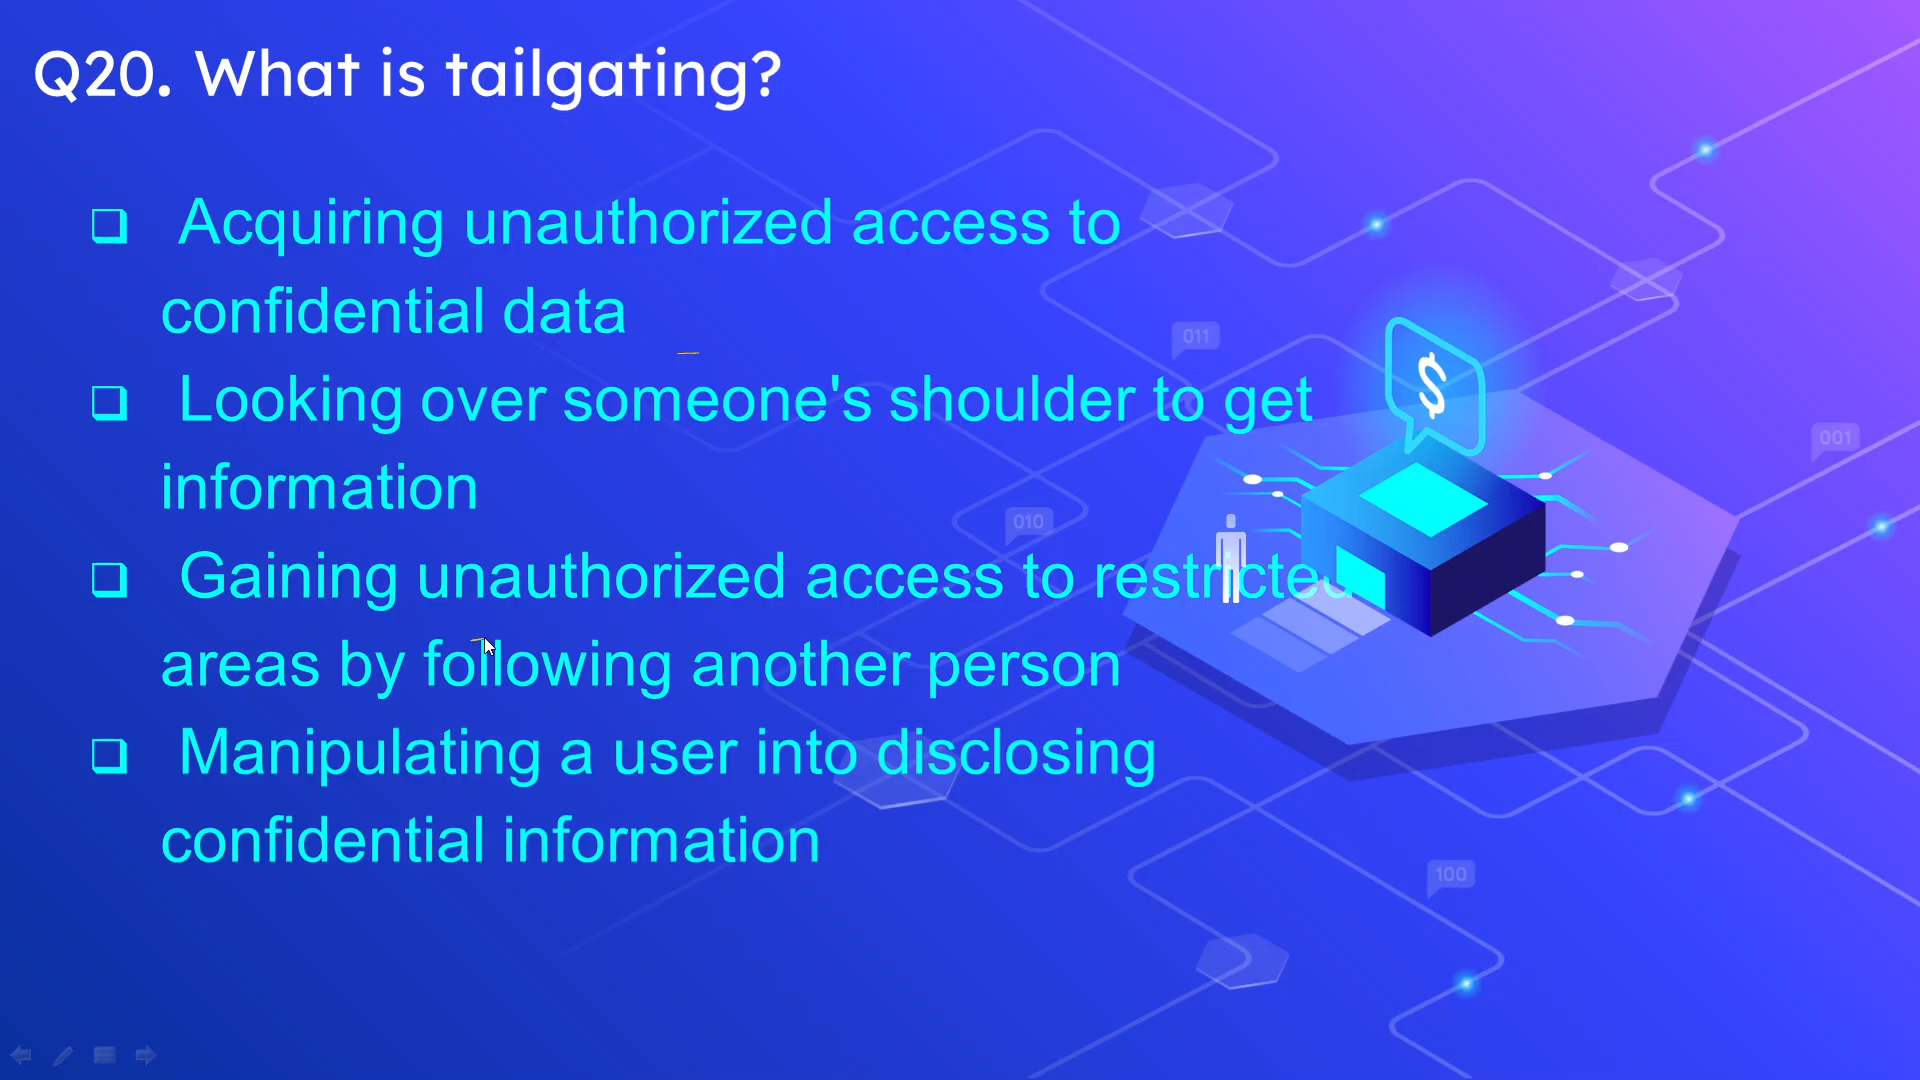 Q20. What is tailgating?
❑ Acquiring unauthorized access to
confidential data
❑ Looking over someone's shoulder to get
information
❑ Gaining unauthorized access to restricted
areas by following another person
❑ Manipulating a user into disclosing
confidential information
$
011
001
010
100